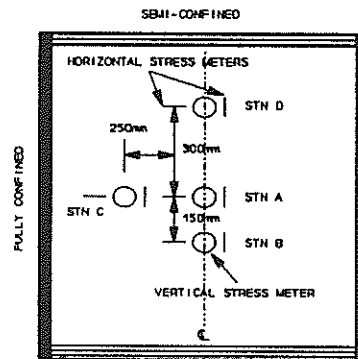 SEMI-CONFINED
HORIZONTAL STRESS METERS
STN D
250mm
300mm
FULLY CONFINED
STN C
STN A
150mm
STN B
VERTICAL STRESS METER
℄